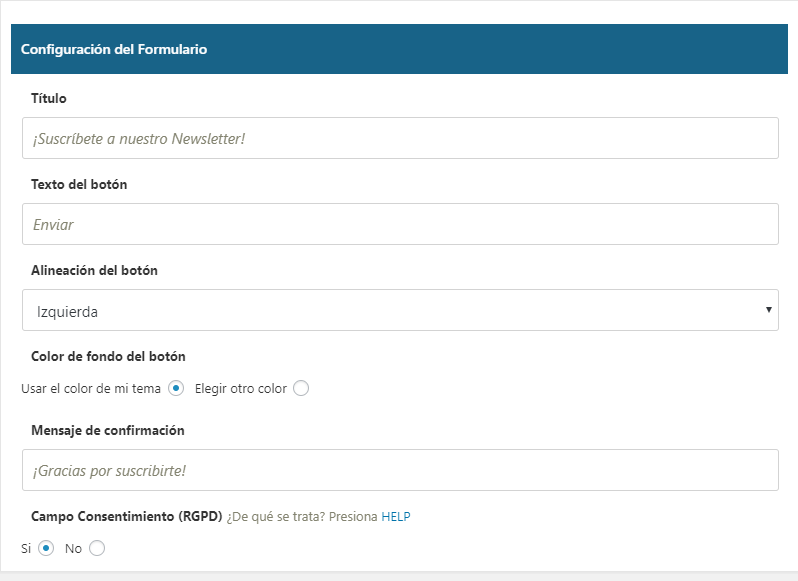 Configuración del Formulario
Título
¡Suscríbete a nuestro Newsletter!
Texto del botón
Enviar
Alineación del botón
Izquierda
Color de fondo del botón
Usar el color de mi tema Elegir otro color
Mensaje de confirmación
¡Gracias por suscribirte!
Campo Consentimiento (RGPD) ¿De qué se trata? Presiona HELP
Si No